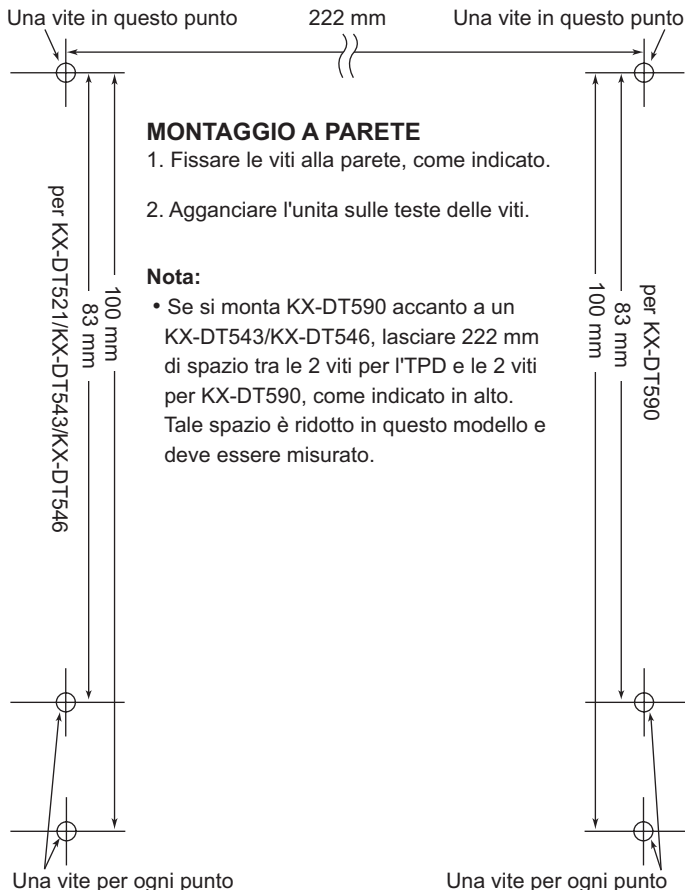 Una vite in questo punto
222 mm
Una vite in questo punto
MONTAGGIO A PARETE
1. Fissare le viti alla parete, come indicato.
2. Agganciare l'unita sulle teste delle viti.
Nota:
• Se si monta KX-DT590 accanto a un
KX-DT543/KX-DT546, lasciare 222 mm
di spazio tra le 2 viti per l'TPD e le 2 viti
per KX-DT590, come indicato in alto.
Tale spazio è ridotto in questo modello e
deve essere misurato.
per KX-DT521/KX-DT543/KX-DT546
83 mm
100 mm
100 mm
83 mm
per KX-DT590
Una vite per ogni punto
Una vite per ogni punto